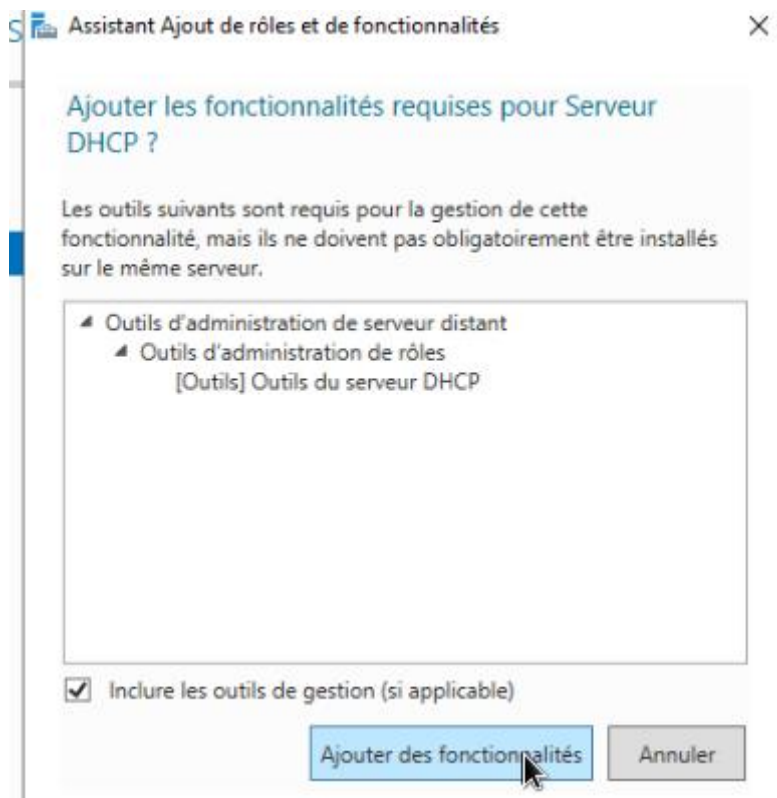 S
Assistant Ajout de rôles et de fonctionnalités
Ajouter les fonctionnalités requises pour Serveur
DHCP ?
Les outils suivants sont requis pour la gestion de cette
fonctionnalité, mais ils ne doivent pas obligatoirement être installés
sur le même serveur.
Outils d'administration de serveur distant
Outils d'administration de rôles
[Outils] Outils du serveur DHCP
Inclure les outils de gestion (si applicable)
Ajouter des fonctionnalités
Annuler